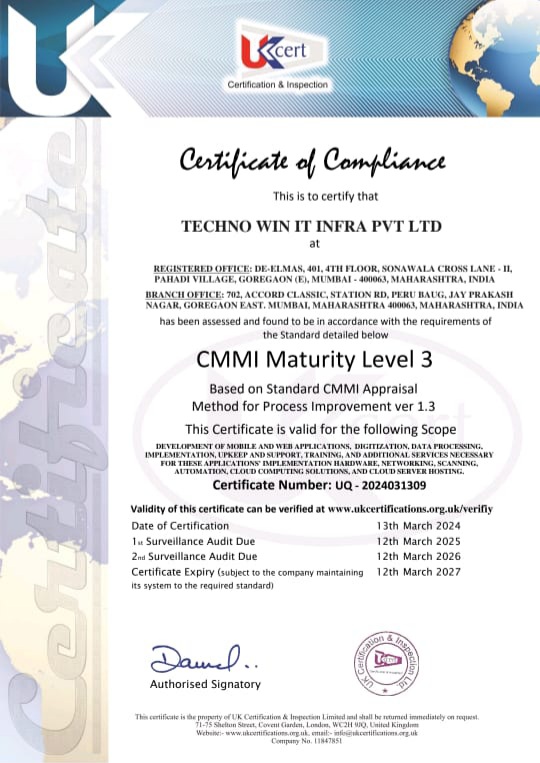 UK
UK cert
Certification & Inspection
Certificate
Certificate of Compliance
This is to certify that
TECHNO WIN IT INFRA PVT LTD
at
REGISTERED OFFICE: DE-ELMAS, 401, 4TH FLOOR, SONAWALA CROSS LANE - II,
PAHADI VILLAGE, GOREGAON (E), MUMBAI - 400063, MAHARASHTRA, INDIA
BRANCH OFFICE: 702, ACCORD CLASSIC, STATION RD, PERU BAUG, JAY PRAKASH
NAGAR, GOREGAON EAST. MUMBAI, MAHARASHTRA 400063, MAHARASHTRA, INDIA
has been assessed and found to be in accordance with the requirements of
the Standard detailed below
CMMI Maturity Level 3
Based on Standard CMMI Appraisal
Method for Process Improvement ver 1.3
This Certificate is valid for the following Scope
DEVELOPMENT OF MOBILE AND WEB APPLICATIONS, DIGITIZATION, DATA PROCESSING,
IMPLEMENTATION, UPKEEP AND SUPPORT, TRAINING, AND ADDITIONAL SERVICES NECESSARY
FOR THESE APPLICATIONS' IMPLEMENTATION HARDWARE, NETWORKING, SCANNING,
AUTOMATION, CLOUD COMPUTING SOLUTIONS, AND CLOUD SERVER HOSTING.
Certificate Number: UQ - 2024031309
Validity of this certificate can be verified at www.ukcertifications.org.uk/verifiy
Date of Certification 13th March 2024
1st Surveillance Audit Due 12th March 2025
2nd Surveillance Audit Due 12th March 2026
Certificate Expiry (subject to the company maintaining 12th March 2027
its system to the required standard)
Authorised Signatory
UK Certification & Inspection Ltd
This certificate is the property of UK Certification & Inspection Limited and shall be returned immediately on request.
71-75 Shelton Street, Covent Garden, London, WC2H 9JQ, United Kingdom
Website:- www.ukcertifications.org.uk, email:- info@ukcertifications.org.uk
Company No. 11847851